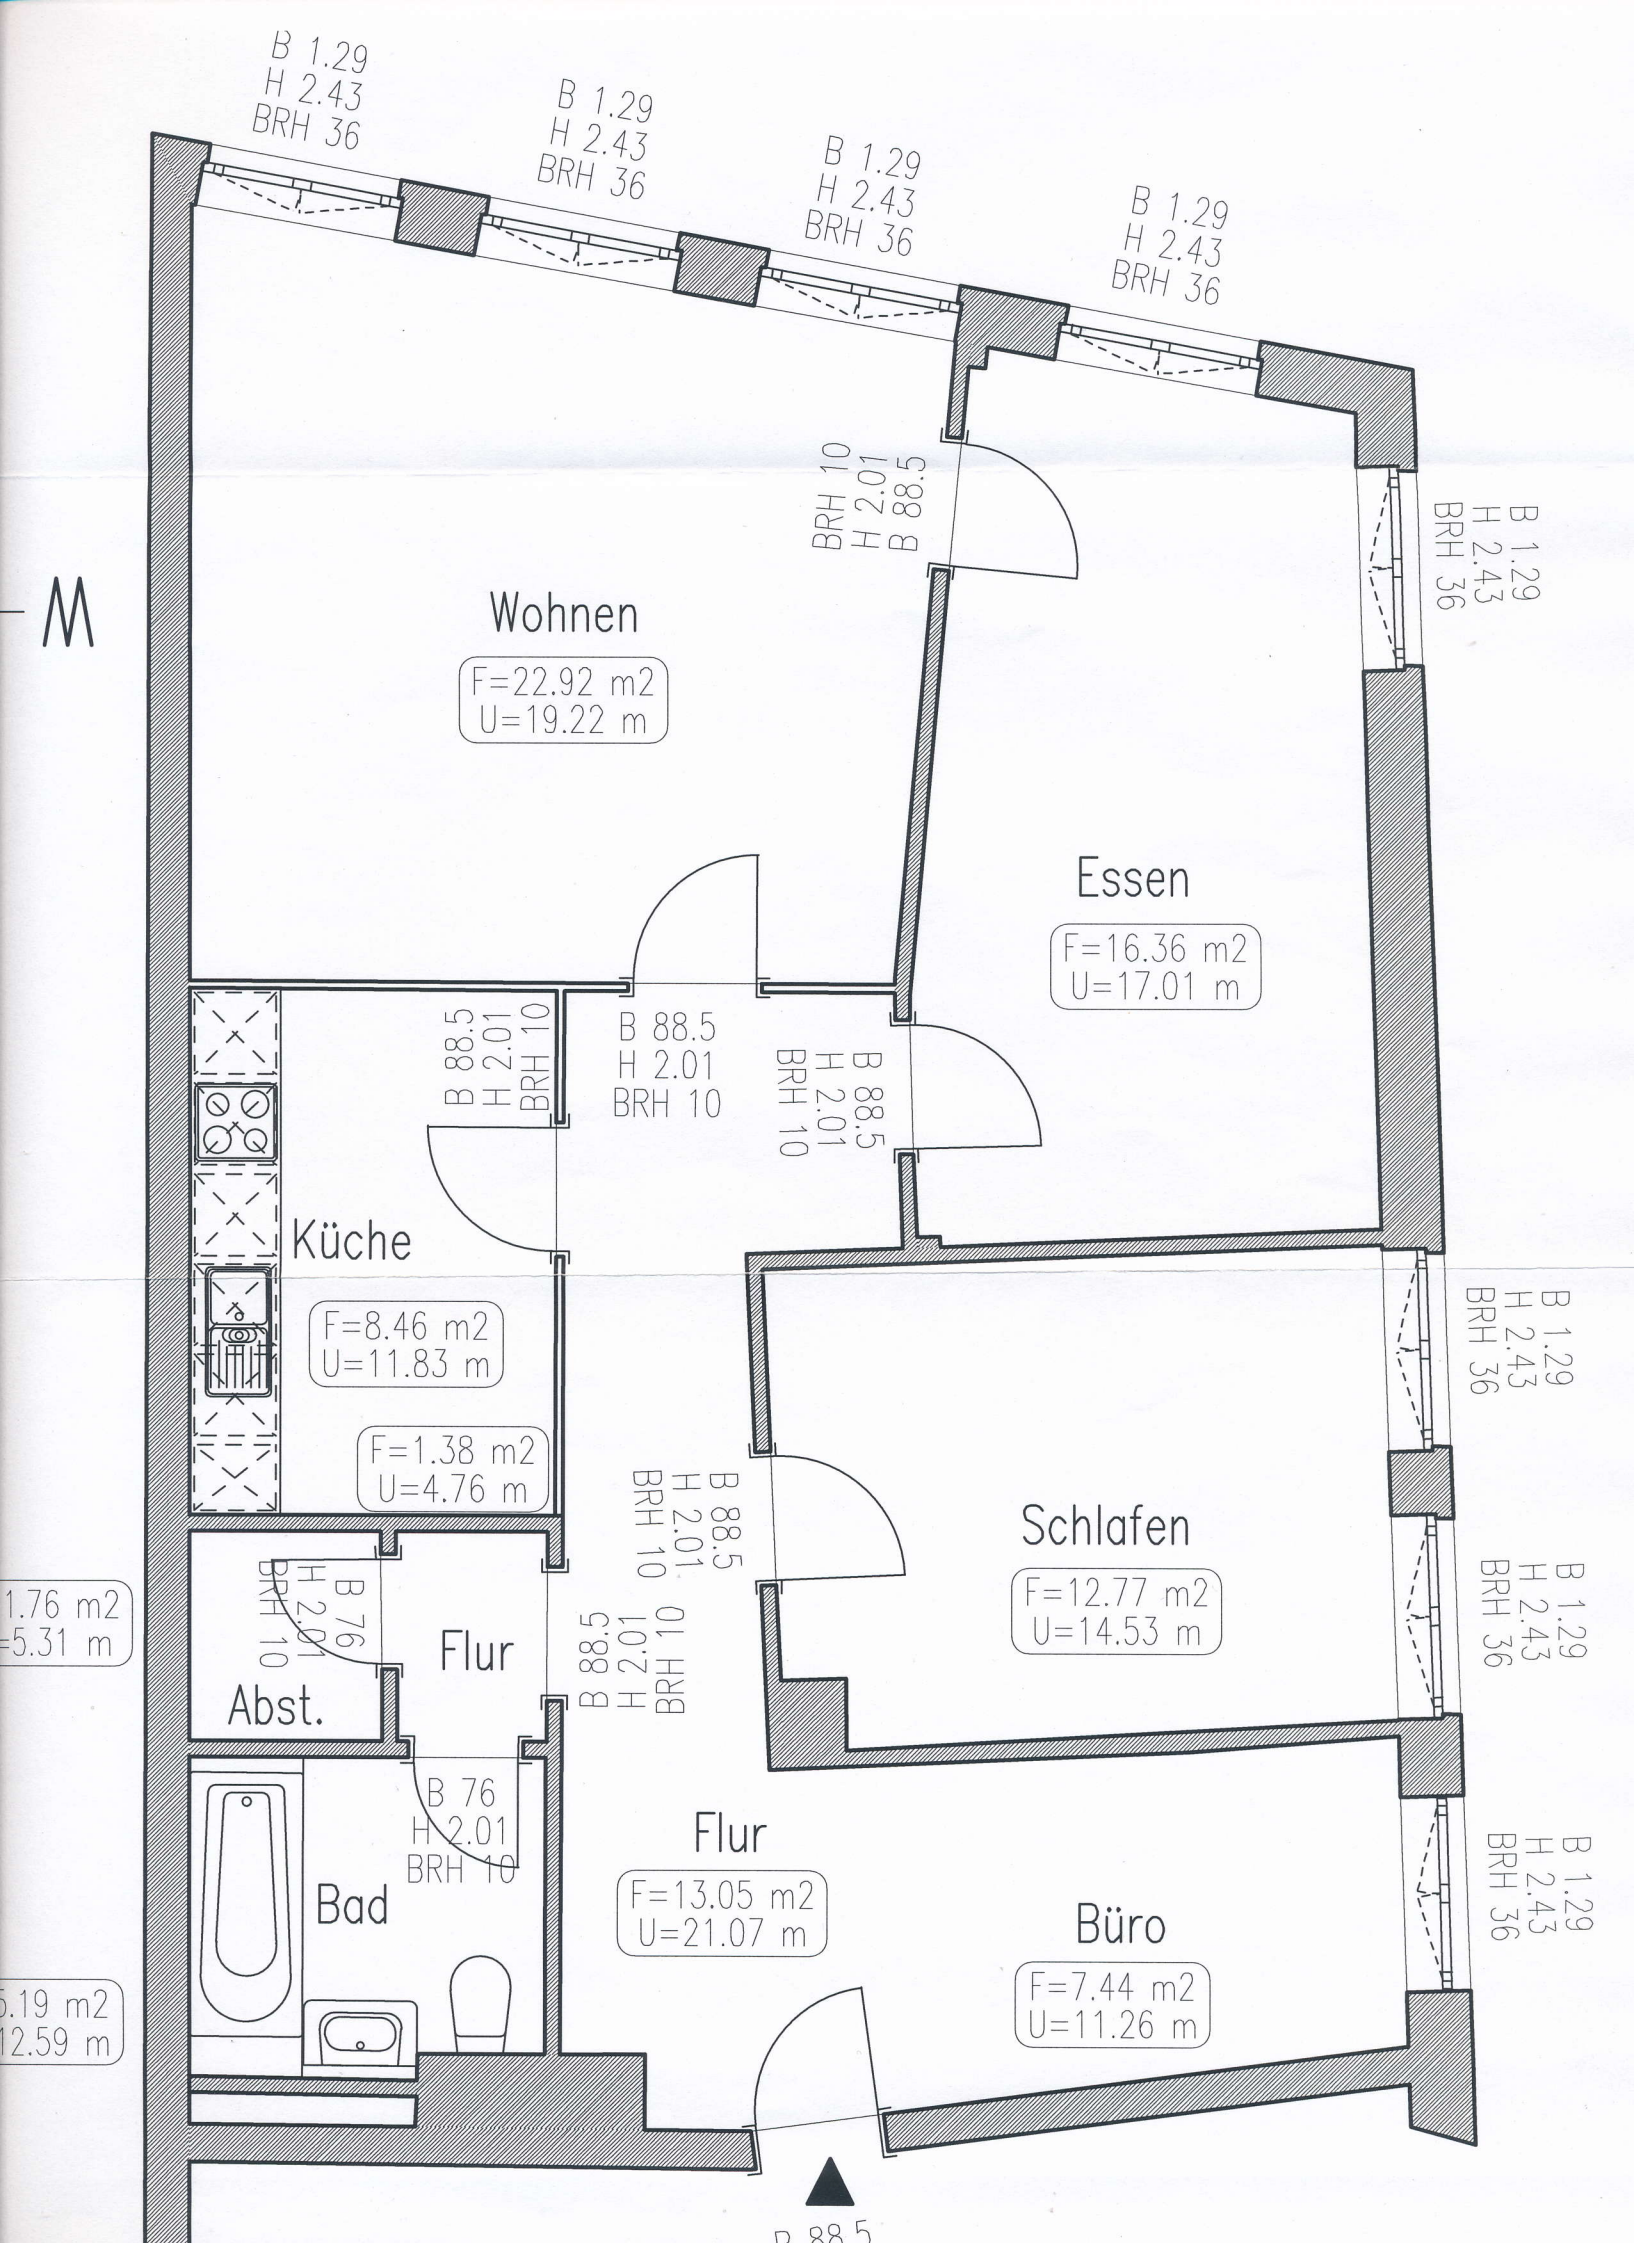 B 1.29
H 2.43
BRH 36
B 1.29
H 2.43
BRH 36
B 1.29
H 2.43
BRH 36
B 1.29
H 2.43
BRH 36
BRH 10
H 2.01
B 88.5
B 1.29
H 2.43
BRH 36
M
Wohnen
F=22.92 m2
U=19.22 m
Essen
F=16.36 m2
U=17.01 m
B 88.5
H 2.01
BRH 10
B 88.5
H 2.01
BRH 10
B 88.5
H 2.01
BRH 10
Küche
F=8.46 m2
U=11.83 m
B 1.29
H 2.43
BRH 36
F=1.38 m2
U=4.76 m
B 88.5
H 2.01
BRH 10
Schlafen
F=12.77 m2
U=14.53 m
B 1.29
H 2.43
BRH 36
1.76 m2
=5.31 m
B 76
H 2.01
BRH 10
Flur
B 88.5
H 2.01
BRH 10
Abst.
B 76
H 2.01
BRH 10
Bad
Flur
F=13.05 m2
U=21.07 m
Büro
F=7.44 m2
U=11.26 m
B 1.29
H 2.43
BRH 36
5.19 m2
12.59 m
B 88.5